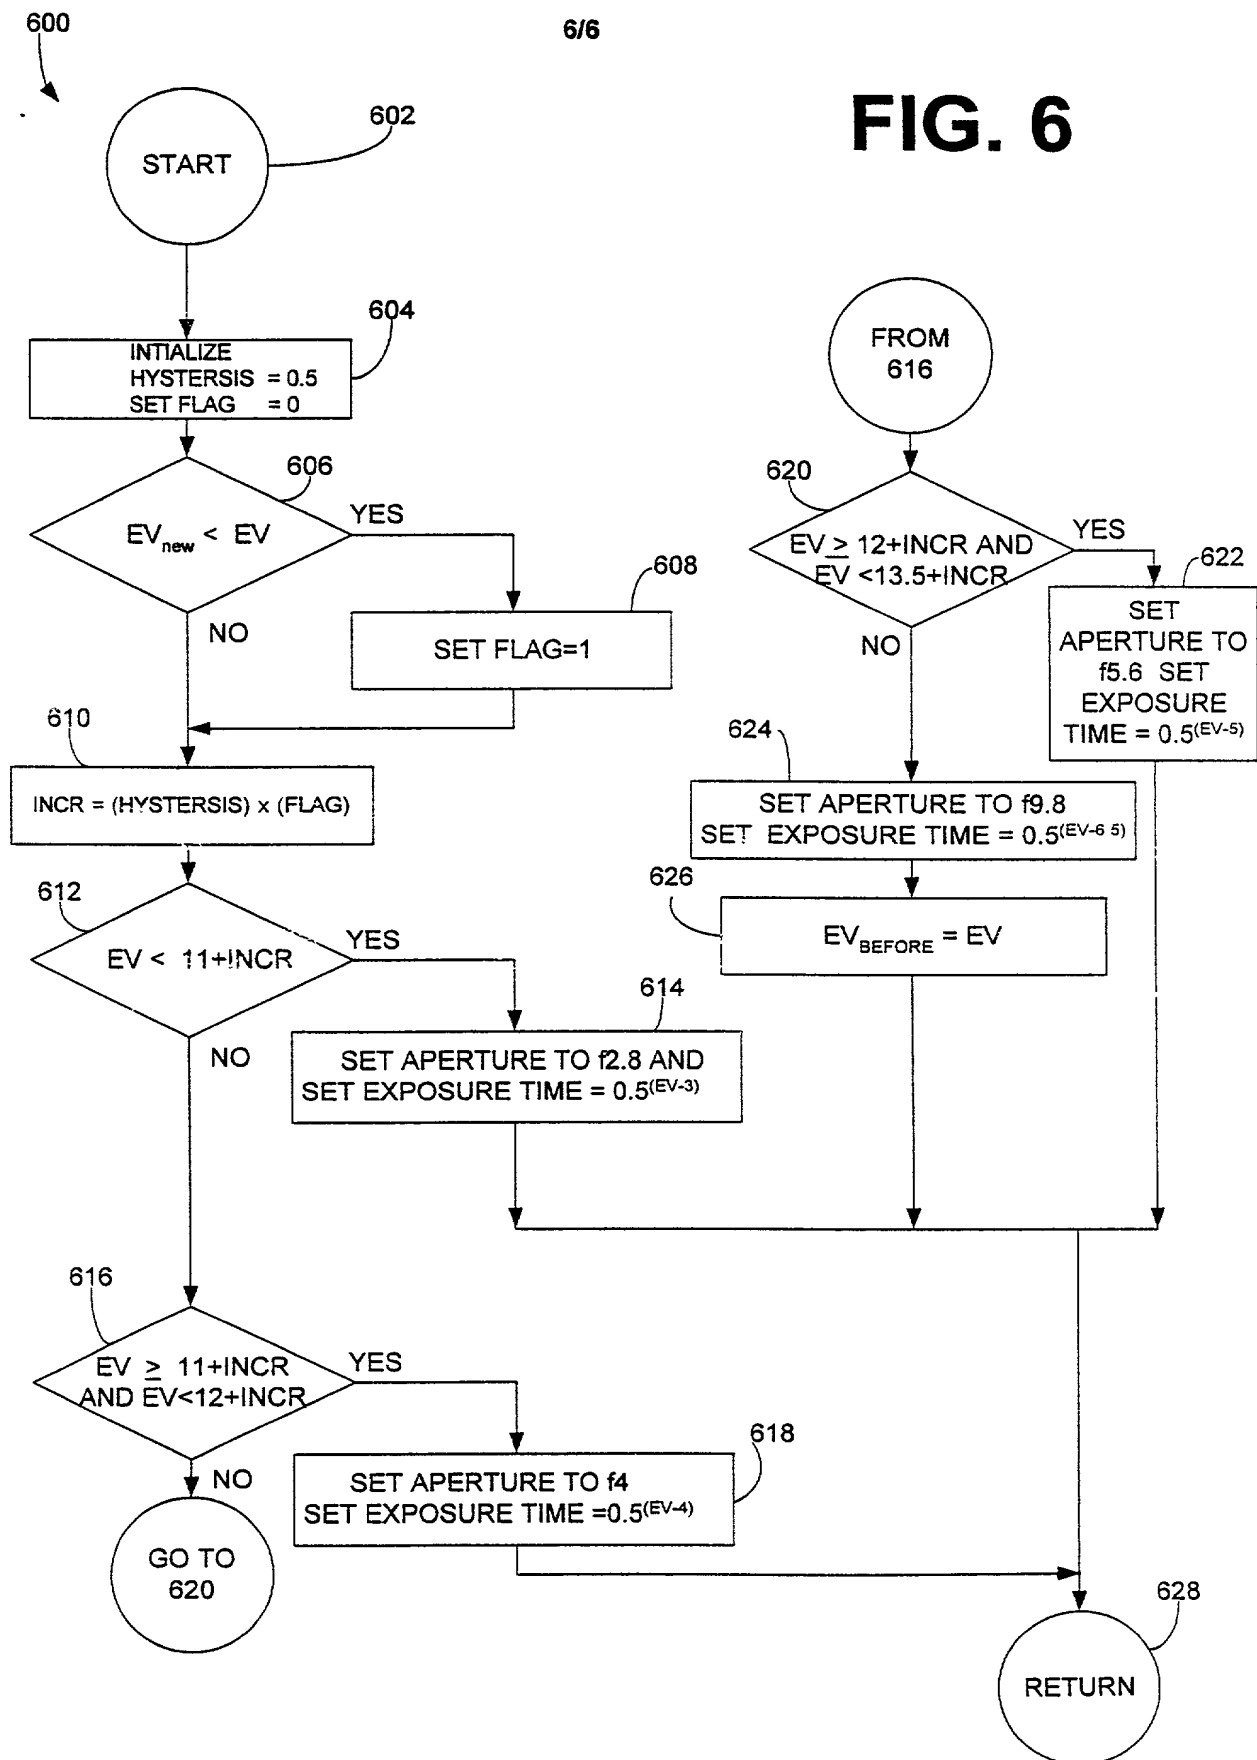 600
6/6
FIG. 6
602
START
604
INTIALIZE
HYSTERSIS = 0.5
SET FLAG = 0
606
EVnew < EV
YES
NO
608
SET FLAG=1
610
INCR = (HYSTERSIS) x (FLAG)
612
EV < 11+INCR
YES
NO
614
SET APERTURE TO f2.8 AND
SET EXPOSURE TIME = 0.5(EV-3)
616
EV ≥ 11+INCR
AND EV<12+INCR
YES
NO
618
SET APERTURE TO f4
SET EXPOSURE TIME =0.5(EV-4)
GO TO
620
FROM
616
620
EV ≥ 12+INCR AND
EV <13.5+INCR
YES
NO
622
SET
APERTURE TO
f5.6 SET
EXPOSURE
TIME = 0.5(EV-5)
624
SET APERTURE TO f9.8
SET EXPOSURE TIME = 0.5(EV-6 5)
626
EVBEFORE = EV
628
RETURN